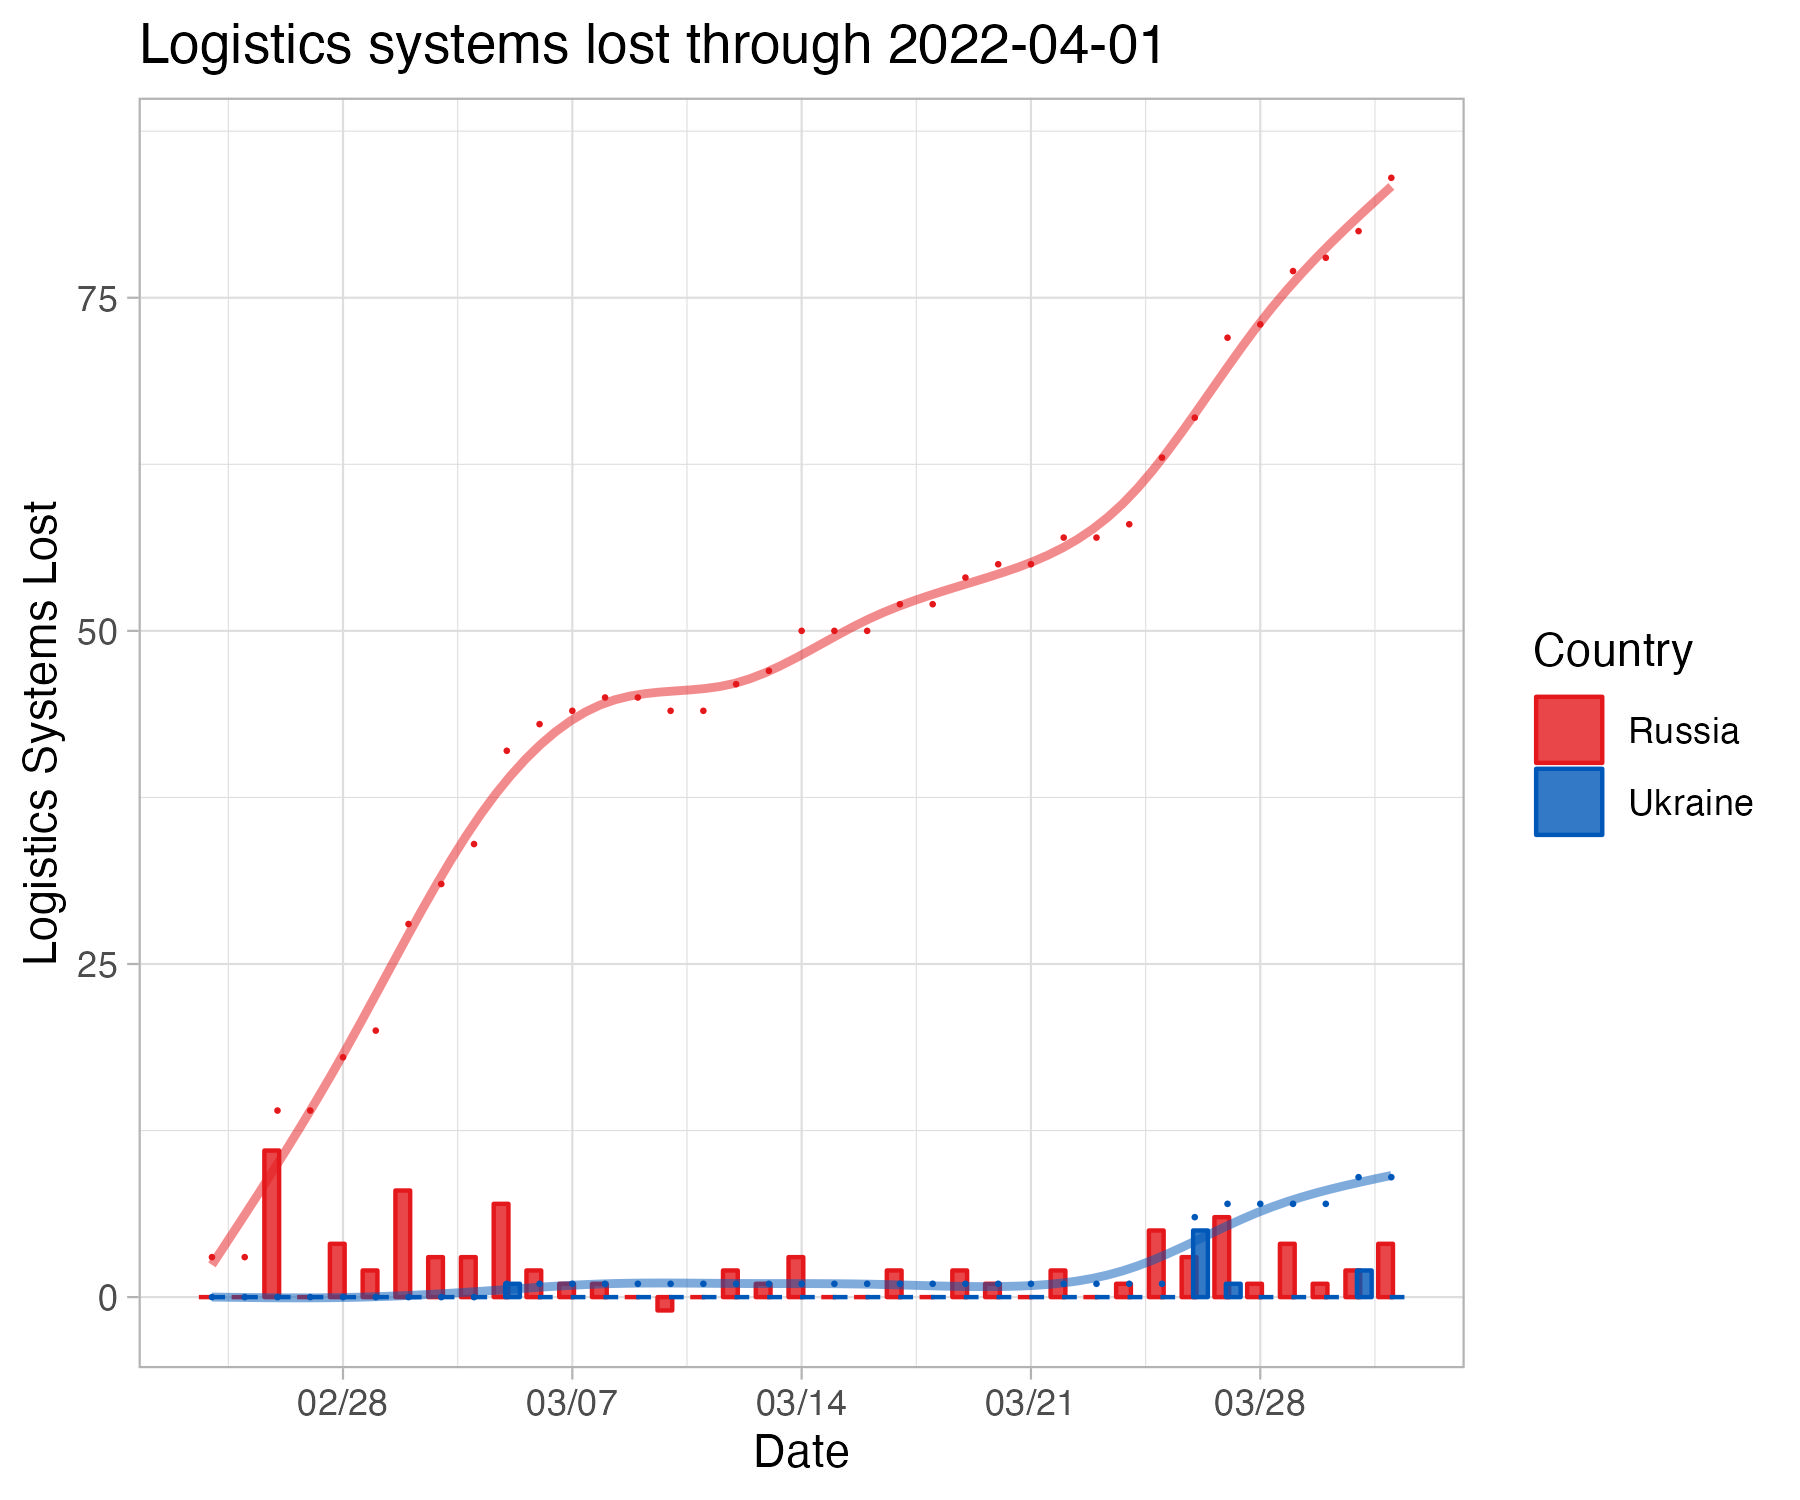 Logistics systems lost through 2022-04-01
Logistics Systems Lost
75
50
25
0
02/28 03/07 03/14 03/21 03/28
Date
Country
Russia
Ukraine